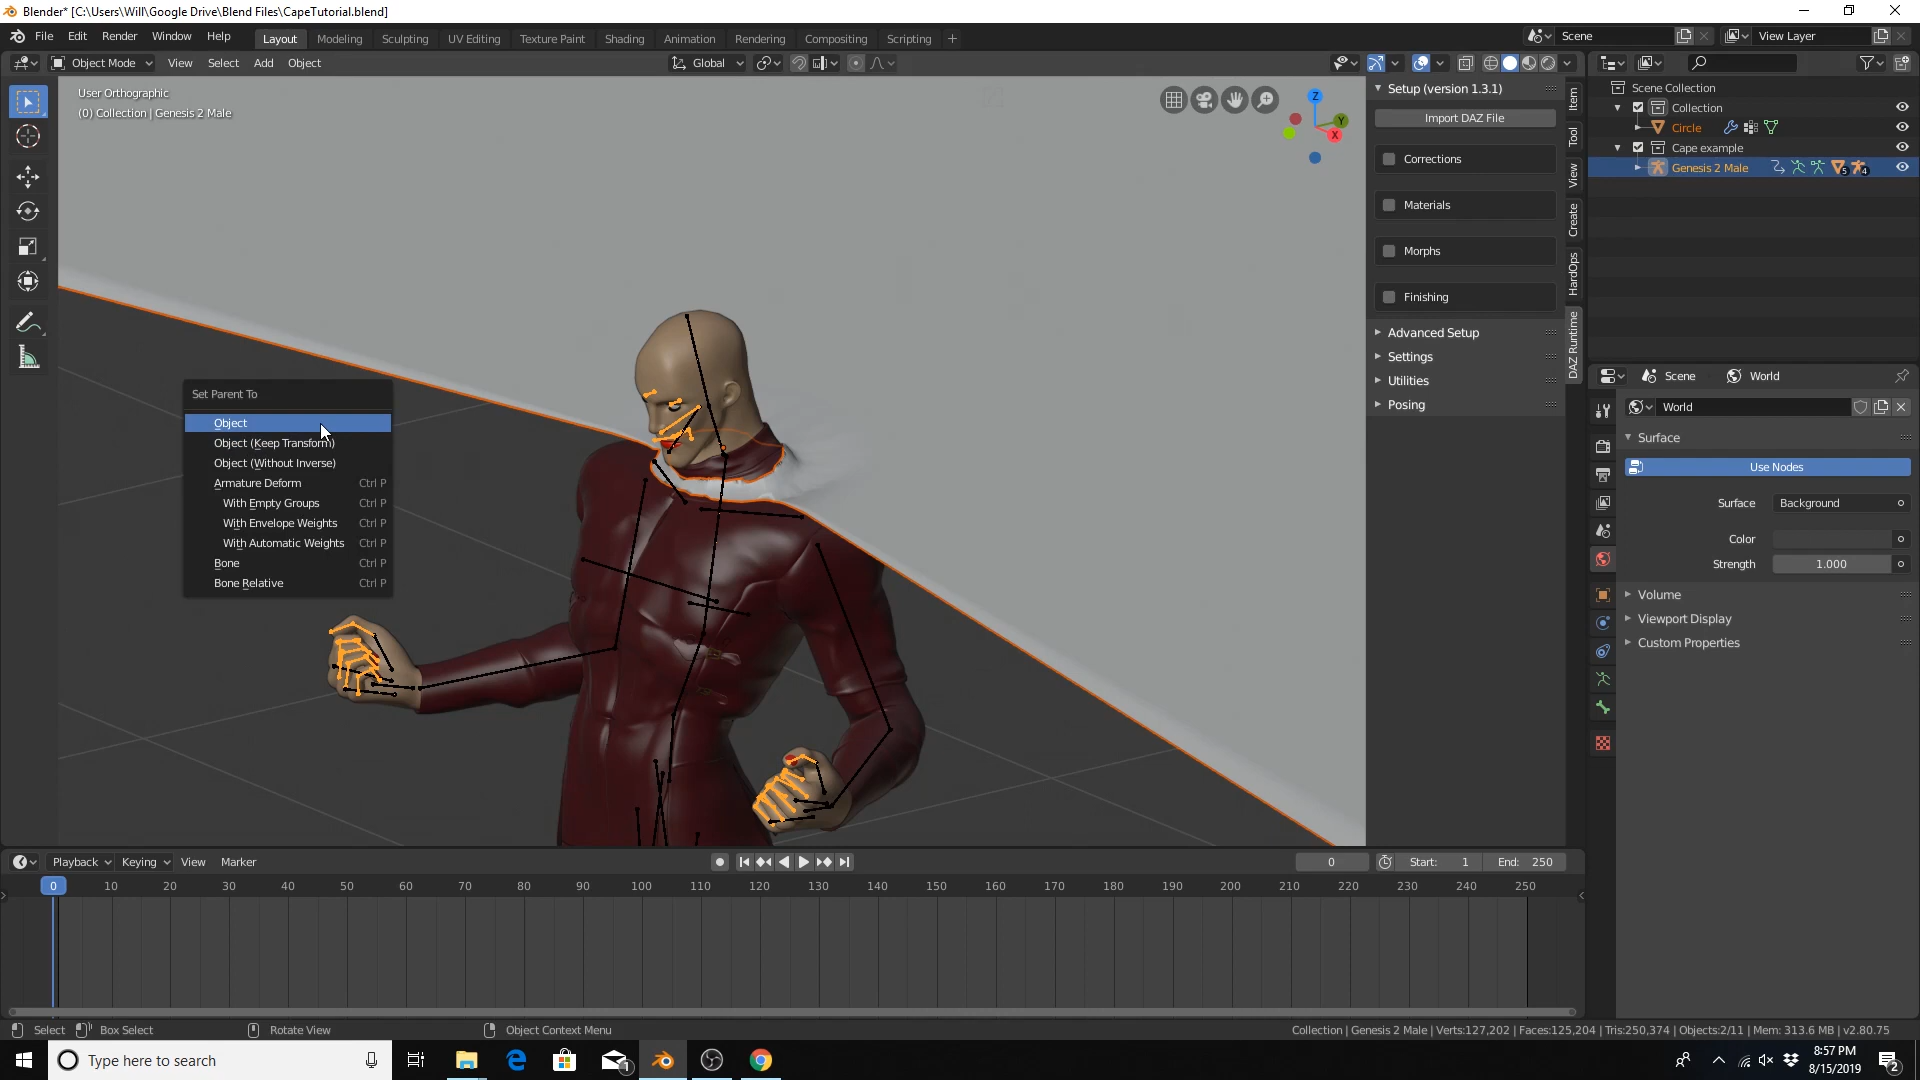 Blender* [C:\Users\Will\Google Drive\Blend Files\CapeTutorial.blend]
File Edit Render Window Help Layout Modeling Sculpting UV Editing Texture Paint Shading Animation Rendering Compositing Scripting + Scene View Layer
Object Mode View Select Add Object Global
User Orthographic
(0) Collection | Genesis 2 Male
Z
Y
X
Setup (version 1.3.1)
Import DAZ File
Corrections
Materials
Morphs
Finishing
Advanced Setup
Settings
Utilities
Posing
Item
Tool
View
Create
HardOps
DAZ Runtime
Scene Collection
Collection
Circle
Cape example
Genesis 2 Male 5 4
Scene World
World
Surface
Use Nodes
Surface Background
Color
Strength 1.000
Volume
Viewport Display
Custom Properties
Set Parent To
Object
Object (Keep Transform)
Object (Without Inverse)
Armature Deform Ctrl P
With Empty Groups Ctrl P
With Envelope Weights Ctrl P
With Automatic Weights Ctrl P
Bone Ctrl P
Bone Relative Ctrl P
Playback Keying View Marker 0 Start: 1 End: 250
0 10 20 30 40 50 60 70 80 90 100 110 120 130 140 150 160 170 180 190 200 210 220 230 240 250
Select Box Select Rotate View Object Context Menu Collection | Genesis 2 Male | Verts:127,202 | Faces:125,204 | Tris:250,374 | Objects:2/11 | Mem: 313.6 MB | v2.80.75
Type here to search 1 8:57 PM
8/15/2019 2